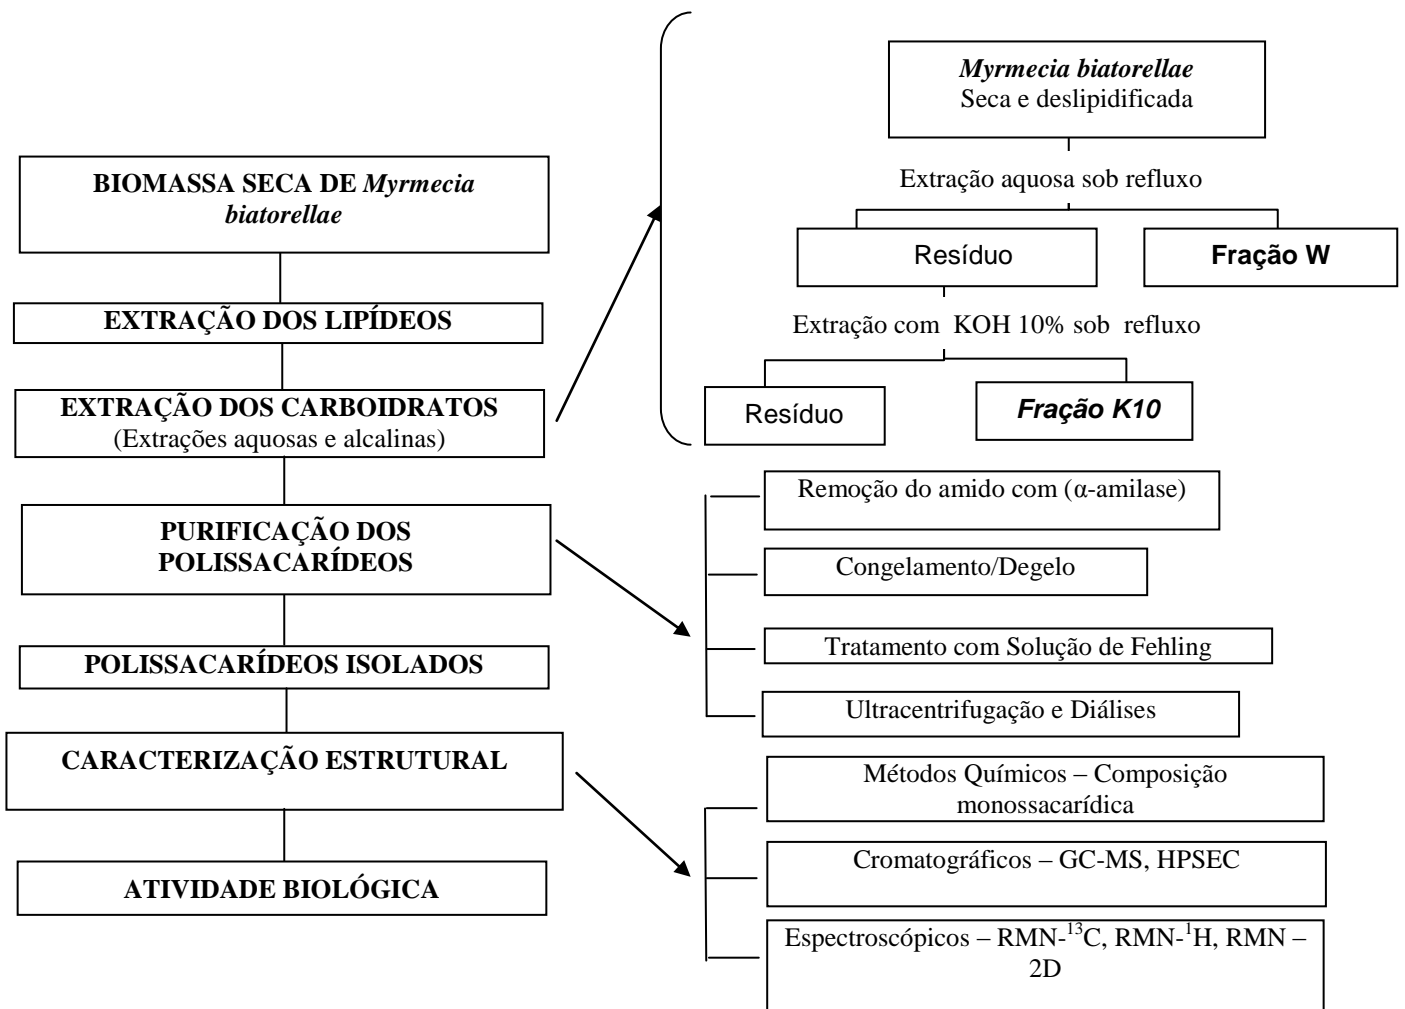 BIOMASSA SECA DE Myrmecia
biatorellae
EXTRAÇÃO DOS LIPÍDEOS
EXTRAÇÃO DOS CARBOIDRATOS
(Extrações aquosas e alcalinas)
PURIFICAÇÃO DOS
POLISSACARÍDEOS
POLISSACARÍDEOS ISOLADOS
CARACTERIZAÇÃO ESTRUTURAL
ATIVIDADE BIOLÓGICA
Myrmecia biatorellae
Seca e deslipidificada
Extração aquosa sob refluxo
Resíduo
Fração W
Extração com KOH 10% sob refluxo
Resíduo
Fração K10
Remoção do amido com (α-amilase)
Congelamento/Degelo
Tratamento com Solução de Fehling
Ultracentrifugação e Diálises
Métodos Químicos – Composição
monossacarídica
Cromatográficos – GC-MS, HPSEC
Espectroscópicos – RMN-¹³C, RMN-¹H, RMN –
2D